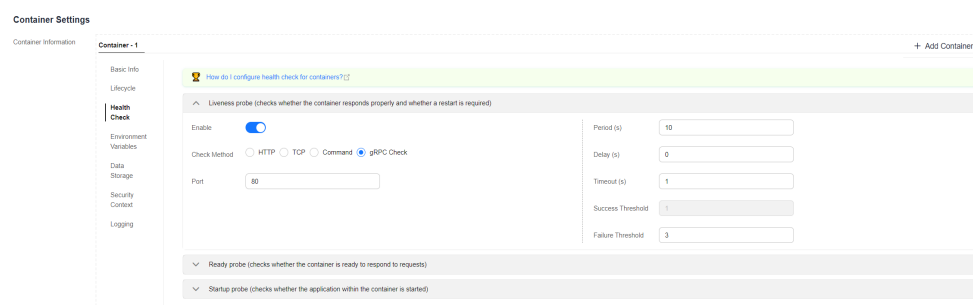 Container Settings
Container Information
Container - 1
+ Add Container
Basic Info
Lifecycle
Health
Check
Environment
Variables
Data
Storage
Security
Context
Logging
How do I configure health check for containers?
Liveness probe (checks whether the container responds properly and whether a restart is required)
Enable
Check Method
HTTP TCP Command gRPC Check
Port
80
Period (s)
10
Delay (s)
0
Timeout (s)
1
Success Threshold
1
Failure Threshold
3
Ready probe (checks whether the container is ready to respond to requests)
Startup probe (checks whether the application within the container is started)